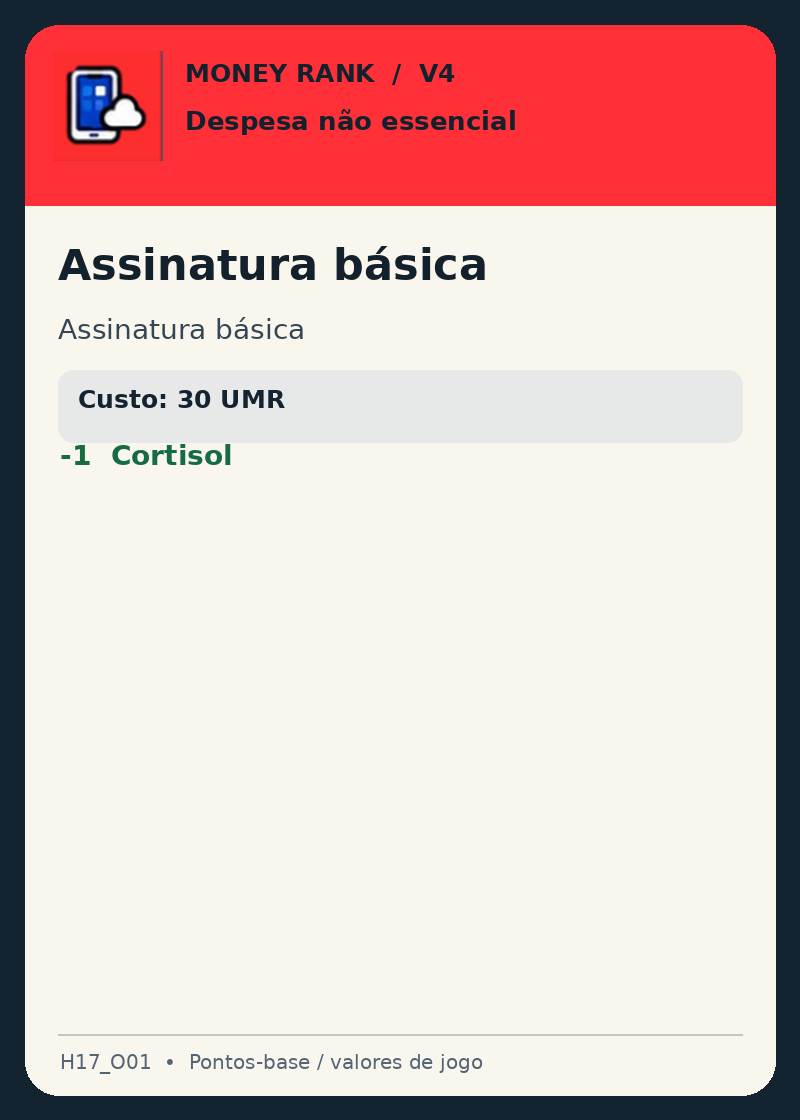 MONEY RANK / V4
Despesa não essencial
Assinatura básica
Assinatura básica
Custo: 30 UMR
-1 Cortisol
H17_O01 • Pontos-base / valores de jogo